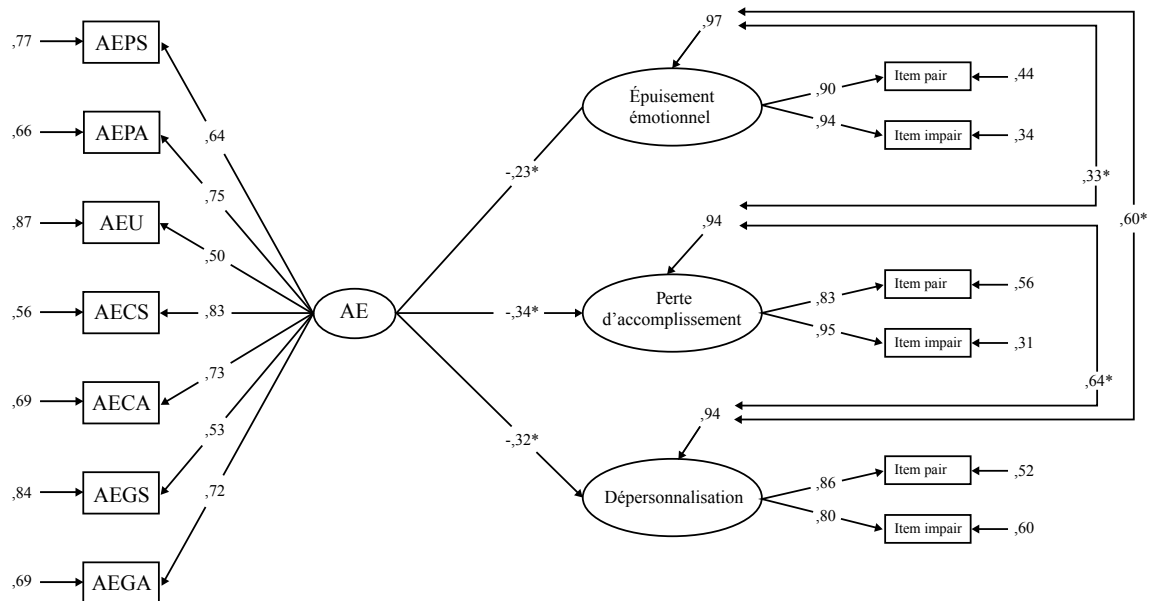 ,77
AEPS
,64
,66
AEPA
,75
,87
AEU
,50
,56
AECS
,83
,69
AECA
,73
,84
AEGS
,53
,69
AEGA
,72
AE
-,23*
-,34*
-,32*
,97
Épuisement
émotionnel
,90
Item pair
,44
,94
Item impair
,34
,33*
,60*
,94
Perte
d’accomplissement
,83
Item pair
,56
,95
Item impair
,31
,64*
,94
Dépersonnalisation
,86
Item pair
,52
,80
Item impair
,60